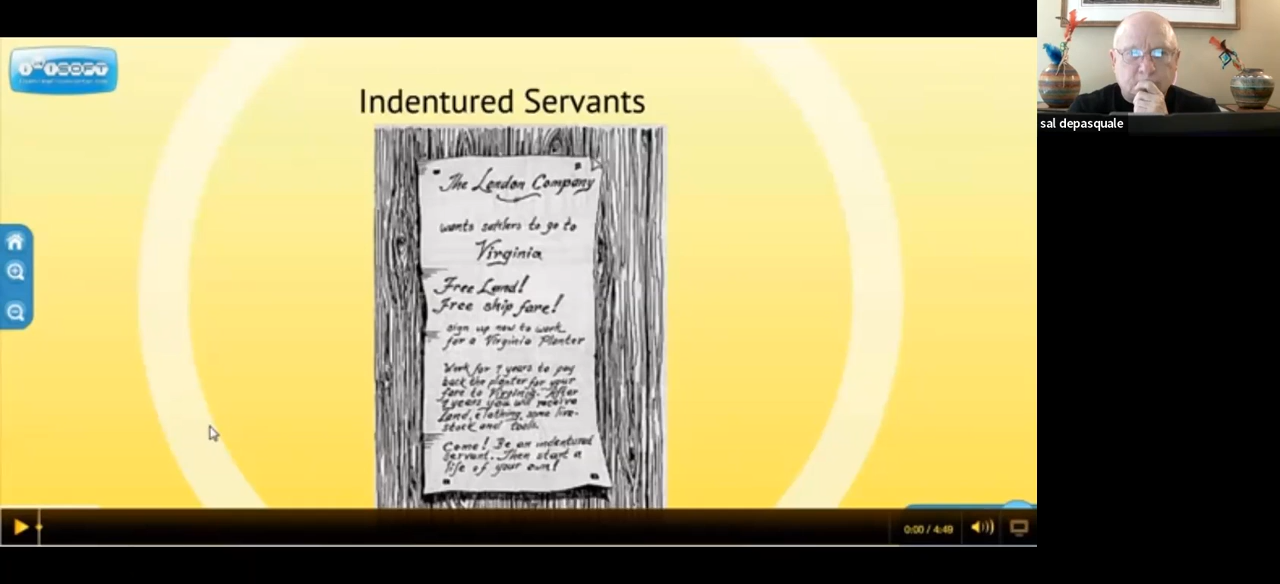 Indentured Servants
The London Company
wants settlers to go to
Virginia
Free Land!
Free ship fare!
sign up now to work
for a Virginia Planter
Work for 7 years to pay
back the planter for your
fare to Virginia. After
7 years you will receive
Land, clothing, some live-
stock and tools.
Come! Be an indentured
servant. Then start a
life of your own!
0:00 / 4:49
sal depasquale